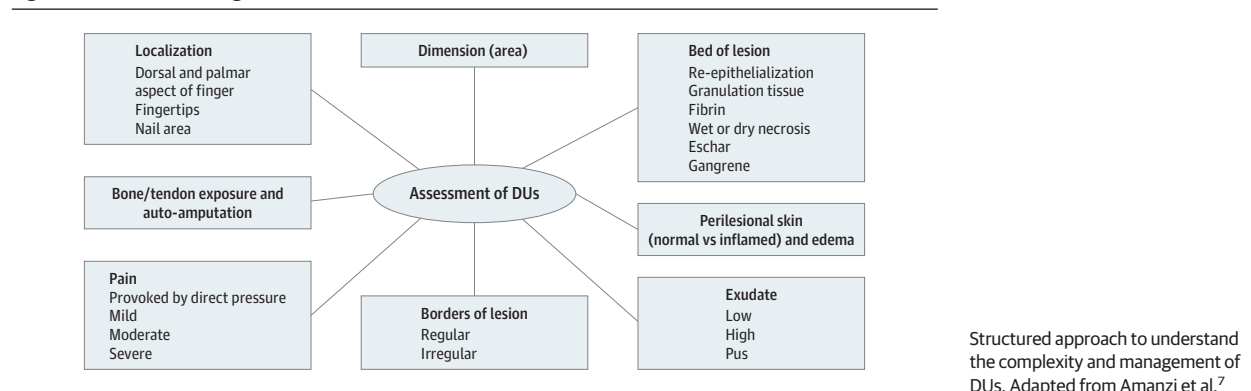 Localization
Dorsal and palmar
aspect of finger
Fingertips
Nail area
Dimension (area)
Bed of lesion
Re-epithelialization
Granulation tissue
Fibrin
Wet or dry necrosis
Eschar
Gangrene
Bone/tendon exposure and
auto-amputation
Assessment of DUs
Perilesional skin
(normal vs inflamed) and edema
Pain
Provoked by direct pressure
Mild
Moderate
Severe
Borders of lesion
Regular
Irregular
Exudate
Low
High
Pus
Structured approach to understand
the complexity and management of
DUs. Adapted from Amanzi et al.7